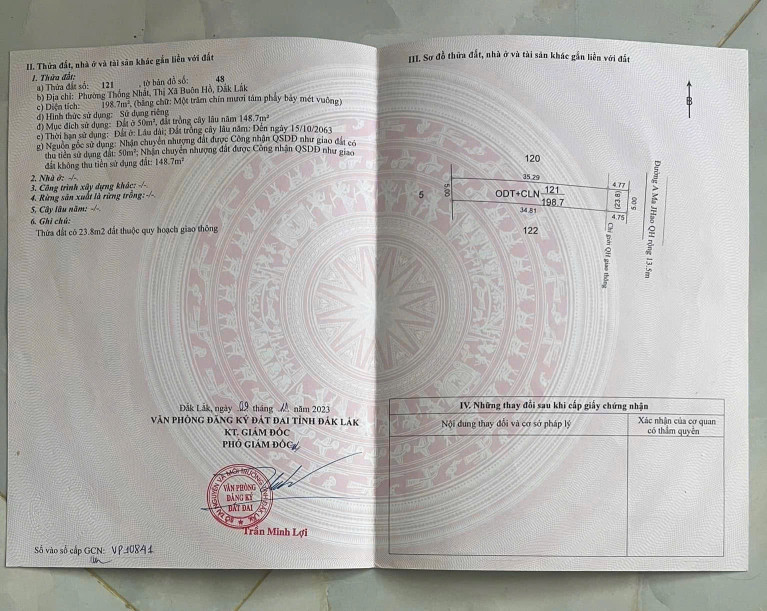 II. Thửa đất, nhà ở và tài sản khác gắn liền với đất
1. Thửa đất:
a) Thửa đất số: 121 , tờ bản đồ số: 48
b) Địa chỉ: Phường Thống Nhất, Thị Xã Buôn Hồ, Đắk Lắk
c) Diện tích: 198.7m², (bằng chữ: Một trăm chín mươi tám phẩy bảy mét vuông)
d) Hình thức sử dụng: Sử dụng riêng
đ) Mục đích sử dụng: Đất ở 50m², đất trồng cây lâu năm 148.7m²
e) Thời hạn sử dụng: Đất ở: Lâu dài; Đất trồng cây lâu năm: Đến ngày 15/10/2063
g) Nguồn gốc sử dụng: Nhận chuyển nhượng đất được Công nhận QSDĐ như giao đất có
thu tiền sử dụng đất: 50m²; Nhận chuyển nhượng đất được Công nhận QSDĐ như giao
đất không thu tiền sử dụng đất: 148.7m²
2. Nhà ở: -/-
3. Công trình xây dựng khác: -/-
4. Rừng sản xuất là rừng trồng: -/-
5. Cây lâu năm: -/-
6. Ghi chú:
Thửa đất có 23.8m2 đất thuộc quy hoạch giao thông
Đắk Lắk, ngày 09 tháng năm 2023
VĂN PHÒNG ĐĂNG KÝ ĐẤT ĐAI TỈNH ĐẮK LẮK
KT. GIÁM ĐỐC
PHÓ GIÁM ĐỐC
VĂN PHÒNG
ĐĂNG KÝ
ĐẤT ĐAI
Trần Minh Lợi
Số vào sổ cấp GCN: VP10841
III. Sơ đồ thửa đất, nhà ở và tài sản khác gắn liền với đất
B
120
35.29
5
5.00
ODT+CLN
121
198.7
34.81
122
4.77
(23.8)
4.75
5.00
Chỉ giới QH giao thông
Đường A Ma JHao QH rộng 13.5m
IV. Những thay đổi sau khi cấp giấy chứng nhận
Nội dung thay đổi và cơ sở pháp lý
Xác nhận của cơ quan
có thẩm quyền